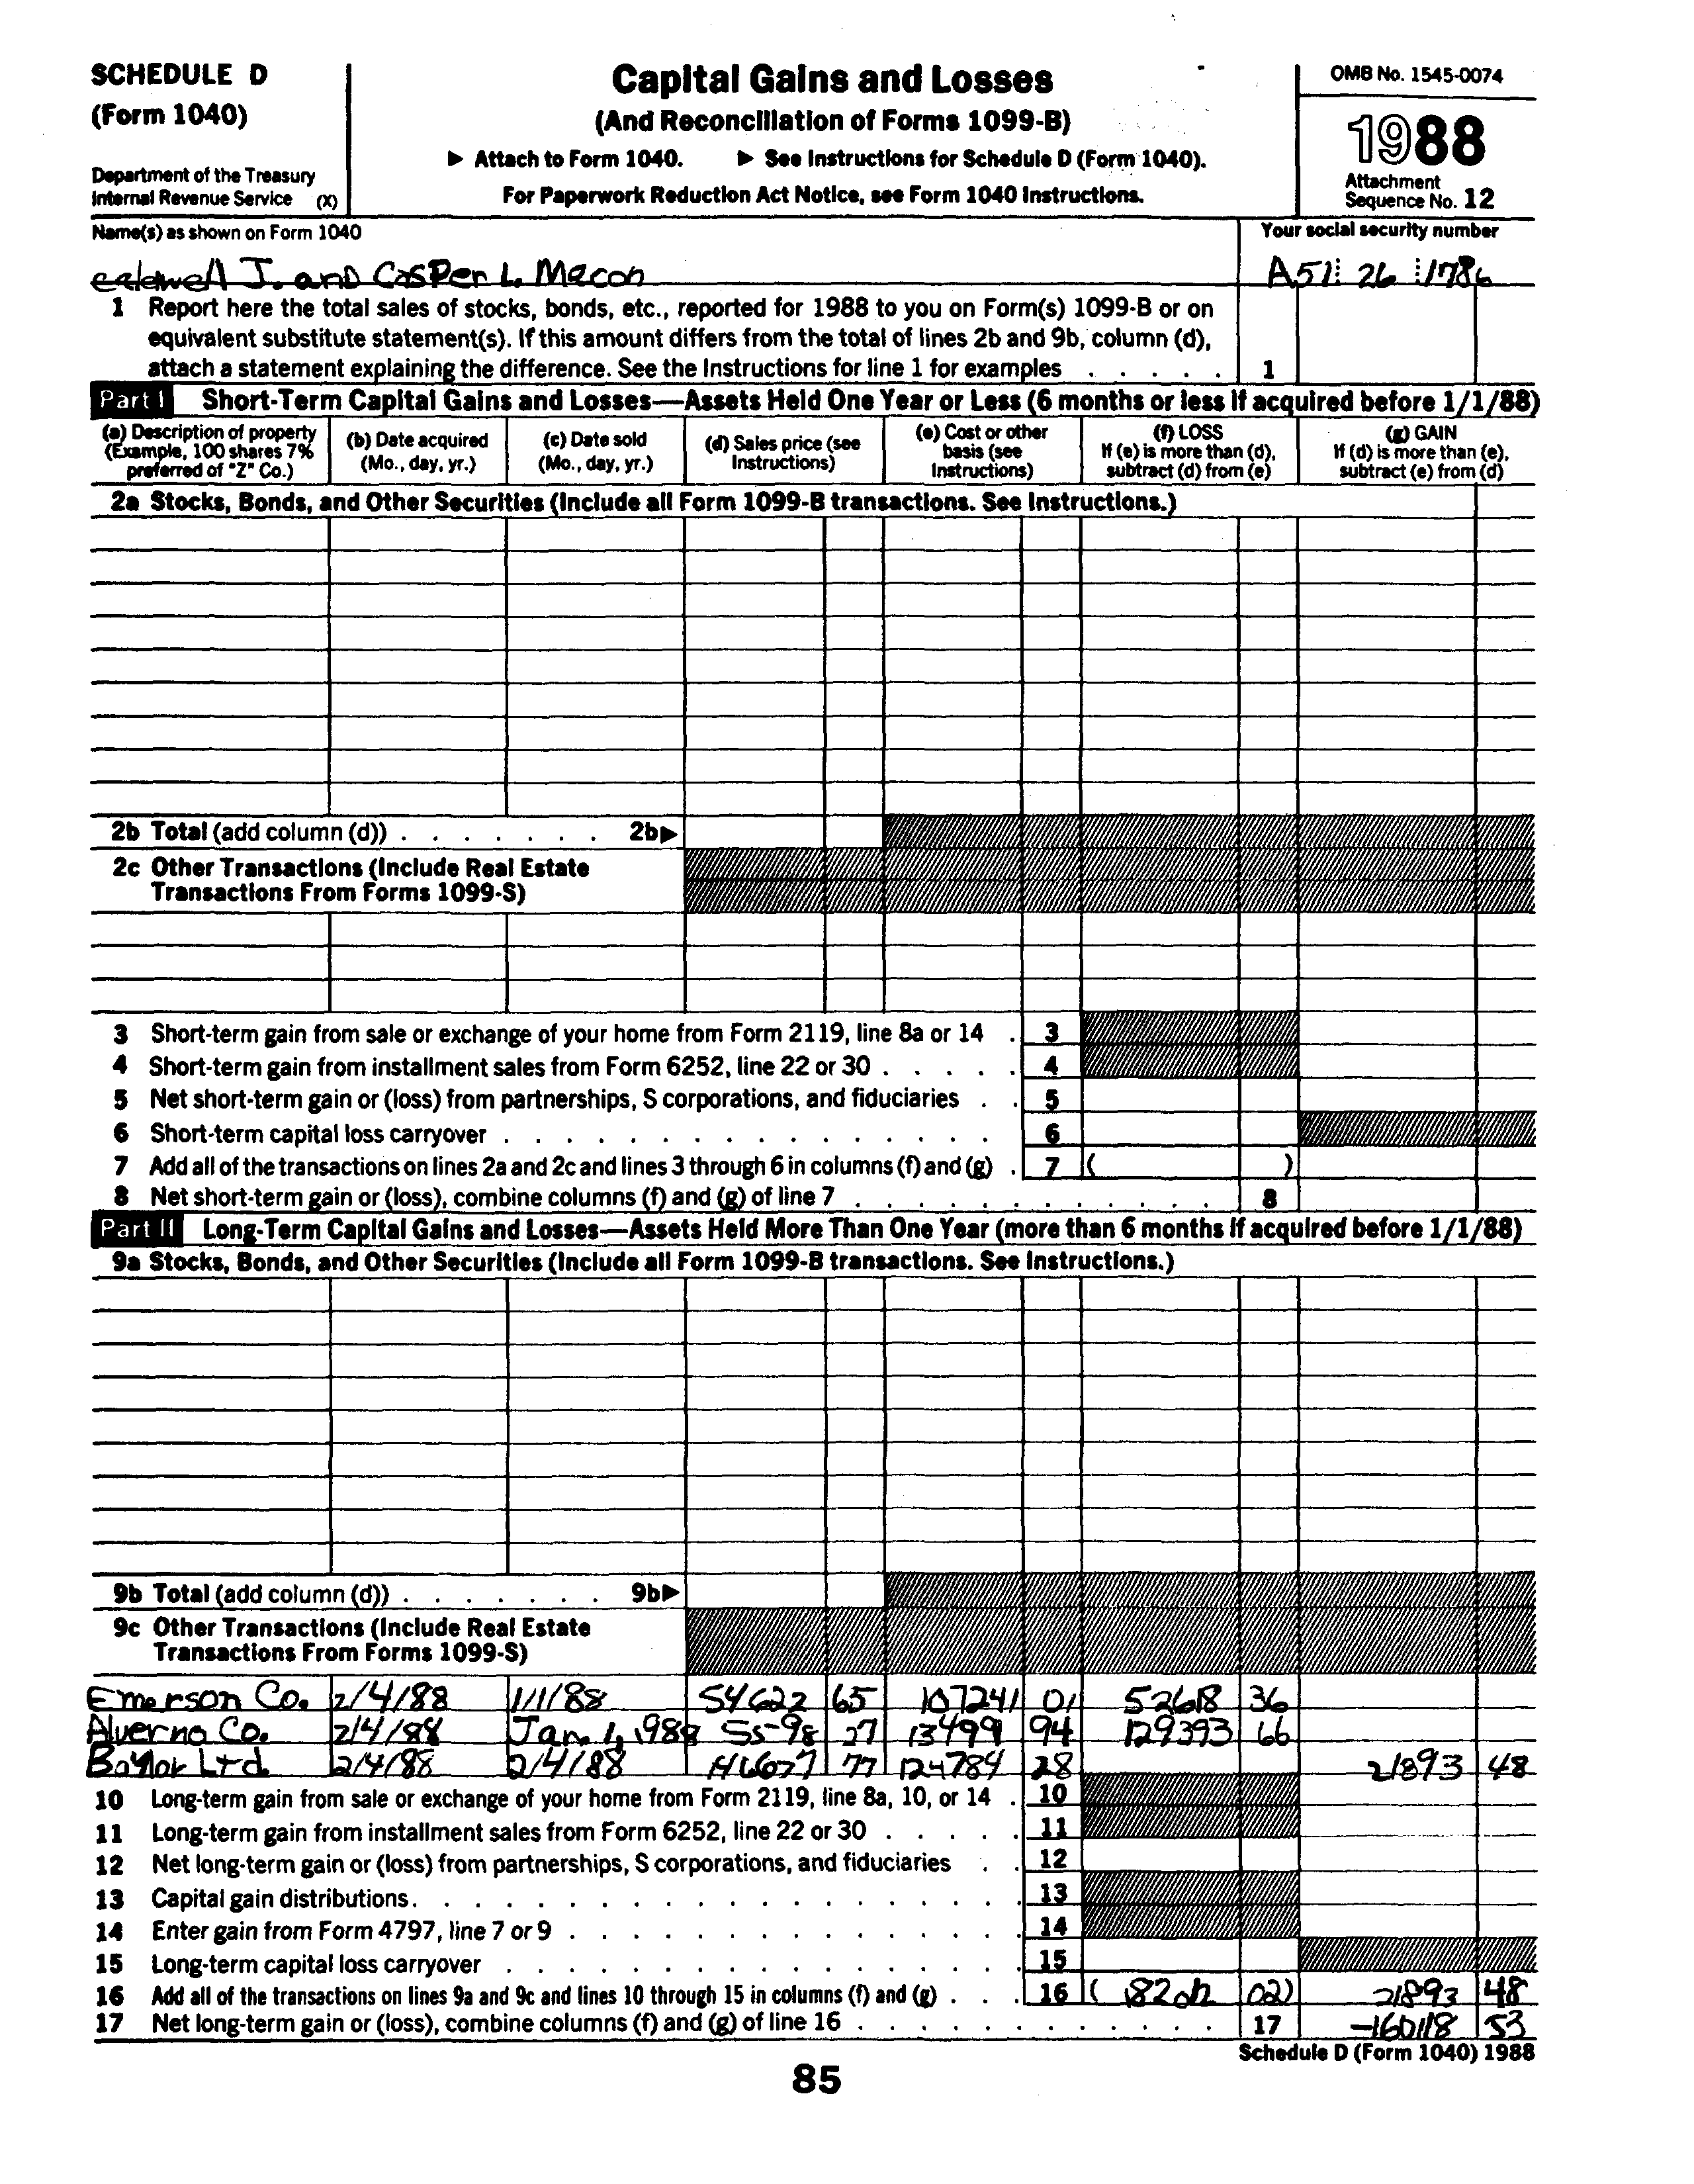 SCHEDULE D
(Form 1040)
Department of the Treasury
Internal Revenue Service (X)
Capital Gains and Losses
(And Reconciliation of Forms 1099-B)
▶ Attach to Form 1040. ▶ See Instructions for Schedule D (Form 1040).
For Paperwork Reduction Act Notice, see Form 1040 Instructions.
OMB No. 1545-0074
1988
Attachment
Sequence No. 12
Name(s) as shown on Form 1040
Your social security number
J. and Casper L. Macon
A51 26 1786
1 Report here the total sales of stocks, bonds, etc., reported for 1988 to you on Form(s) 1099-B or on
equivalent substitute statement(s). If this amount differs from the total of lines 2b and 9b, column (d),
attach a statement explaining the difference. See the Instructions for line 1 for examples . . . . . 1
Part I Short-Term Capital Gains and Losses—Assets Held One Year or Less (6 months or less if acquired before 1/1/88)
(a) Description of property
(Example, 100 shares 7%
preferred of "Z" Co.)
(b) Date acquired
(Mo., day, yr.)
(c) Date sold
(Mo., day, yr.)
(d) Sales price (see
Instructions)
(e) Cost or other
basis (see
Instructions)
(f) LOSS
If (e) is more than (d),
subtract (d) from (e)
(g) GAIN
If (d) is more than (e),
subtract (e) from (d)
2a Stocks, Bonds, and Other Securities (Include all Form 1099-B transactions. See Instructions.)
2b Total (add column (d)) . . . . . . . 2b▶
2c Other Transactions (Include Real Estate
Transactions From Forms 1099-S)
3 Short-term gain from sale or exchange of your home from Form 2119, line 8a or 14 . 3
4 Short-term gain from installment sales from Form 6252, line 22 or 30 . . . . . 4
5 Net short-term gain or (loss) from partnerships, S corporations, and fiduciaries . . 5
6 Short-term capital loss carryover . . . . . . . . . . . . . . . . 6
7 Add all of the transactions on lines 2a and 2c and lines 3 through 6 in columns (f) and (g) . 7 ( )
8 Net short-term gain or (loss), combine columns (f) and (g) of line 7 . . . . . . . . . . . . 8
Part II Long-Term Capital Gains and Losses—Assets Held More Than One Year (more than 6 months if acquired before 1/1/88)
9a Stocks, Bonds, and Other Securities (Include all Form 1099-B transactions. See Instructions.)
9b Total (add column (d)) . . . . . . . 9b▶
9c Other Transactions (Include Real Estate
Transactions From Forms 1099-S)
Emerson Co. 2/4/88 1/1/88 54622 65 107241 01 52618 36
Alverno Co. 2/4/88 Jan. 1, 1988 27 13499 94 129393 66
Baylor Ltd 2/4/88 2/4/88 146677 77 124784 28 21893 48
10 Long-term gain from sale or exchange of your home from Form 2119, line 8a, 10, or 14 . 10
11 Long-term gain from installment sales from Form 6252, line 22 or 30 . . . . . 11
12 Net long-term gain or (loss) from partnerships, S corporations, and fiduciaries . . 12
13 Capital gain distributions. . . . . . . . . . . . . . . . . . . 13
14 Enter gain from Form 4797, line 7 or 9 . . . . . . . . . . . . . . 14
15 Long-term capital loss carryover . . . . . . . . . . . . . . . . 15
16 Add all of the transactions on lines 9a and 9c and lines 10 through 15 in columns (f) and (g) . . . 16 ( 02) 21893 48
17 Net long-term gain or (loss), combine columns (f) and (g) of line 16 . . . . . . . . . . . . 17 -160118 53
Schedule D (Form 1040) 1988
85